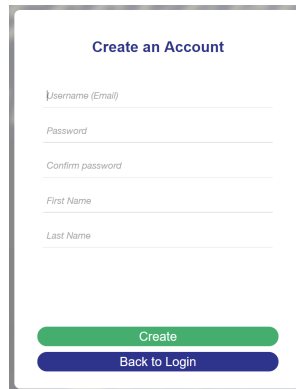 Create an Account
Username (Email)
Password
Confirm password
First Name
Last Name
Create
Back to Login